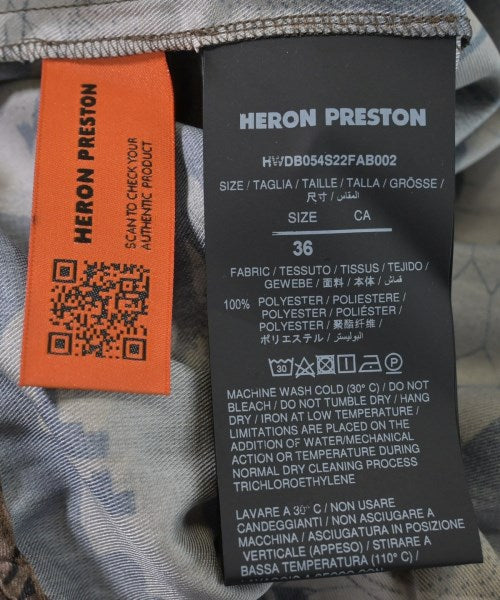 HERON PRESTON
SCAN TO CHECK YOUR
AUTHENTIC PRODUCT
HERON PRESTON
HWDB054S22FAB002
SIZE / TAGLIA / TAILLE / TALLA / GRÖSSE /
尺寸 / المقاس /
SIZE CA
36
FABRIC / TESSUTO / TISSUS / TEJIDO /
GEWEBE / 面料 / 本体 / قماش /
100% POLYESTER / POLIESTERE /
POLYESTER / POLIÉSTER /
POLYESTER / 聚酯纤维 /
ポリエステル / البوليستر /
30
MACHINE WASH COLD (30° C) / DO NOT
BLEACH / DO NOT TUMBLE DRY / HANG
DRY / IRON AT LOW TEMPERATURE /
LIMITATIONS ARE PLACED ON THE
ADDITION OF WATER/MECHANICAL
ACTION OR TEMPERATURE DURING
NORMAL DRY CLEANING PROCESS
TRICHLOROETHYLENE
LAVARE A 30° C / NON USARE
CANDEGGIANTI / NON ASCIUGARE A
MACCHINA / ASCIUGARE IN POSIZIONE
VERTICALE (APPESO) / STIRARE A
BASSA TEMPERATURA (110° C) /